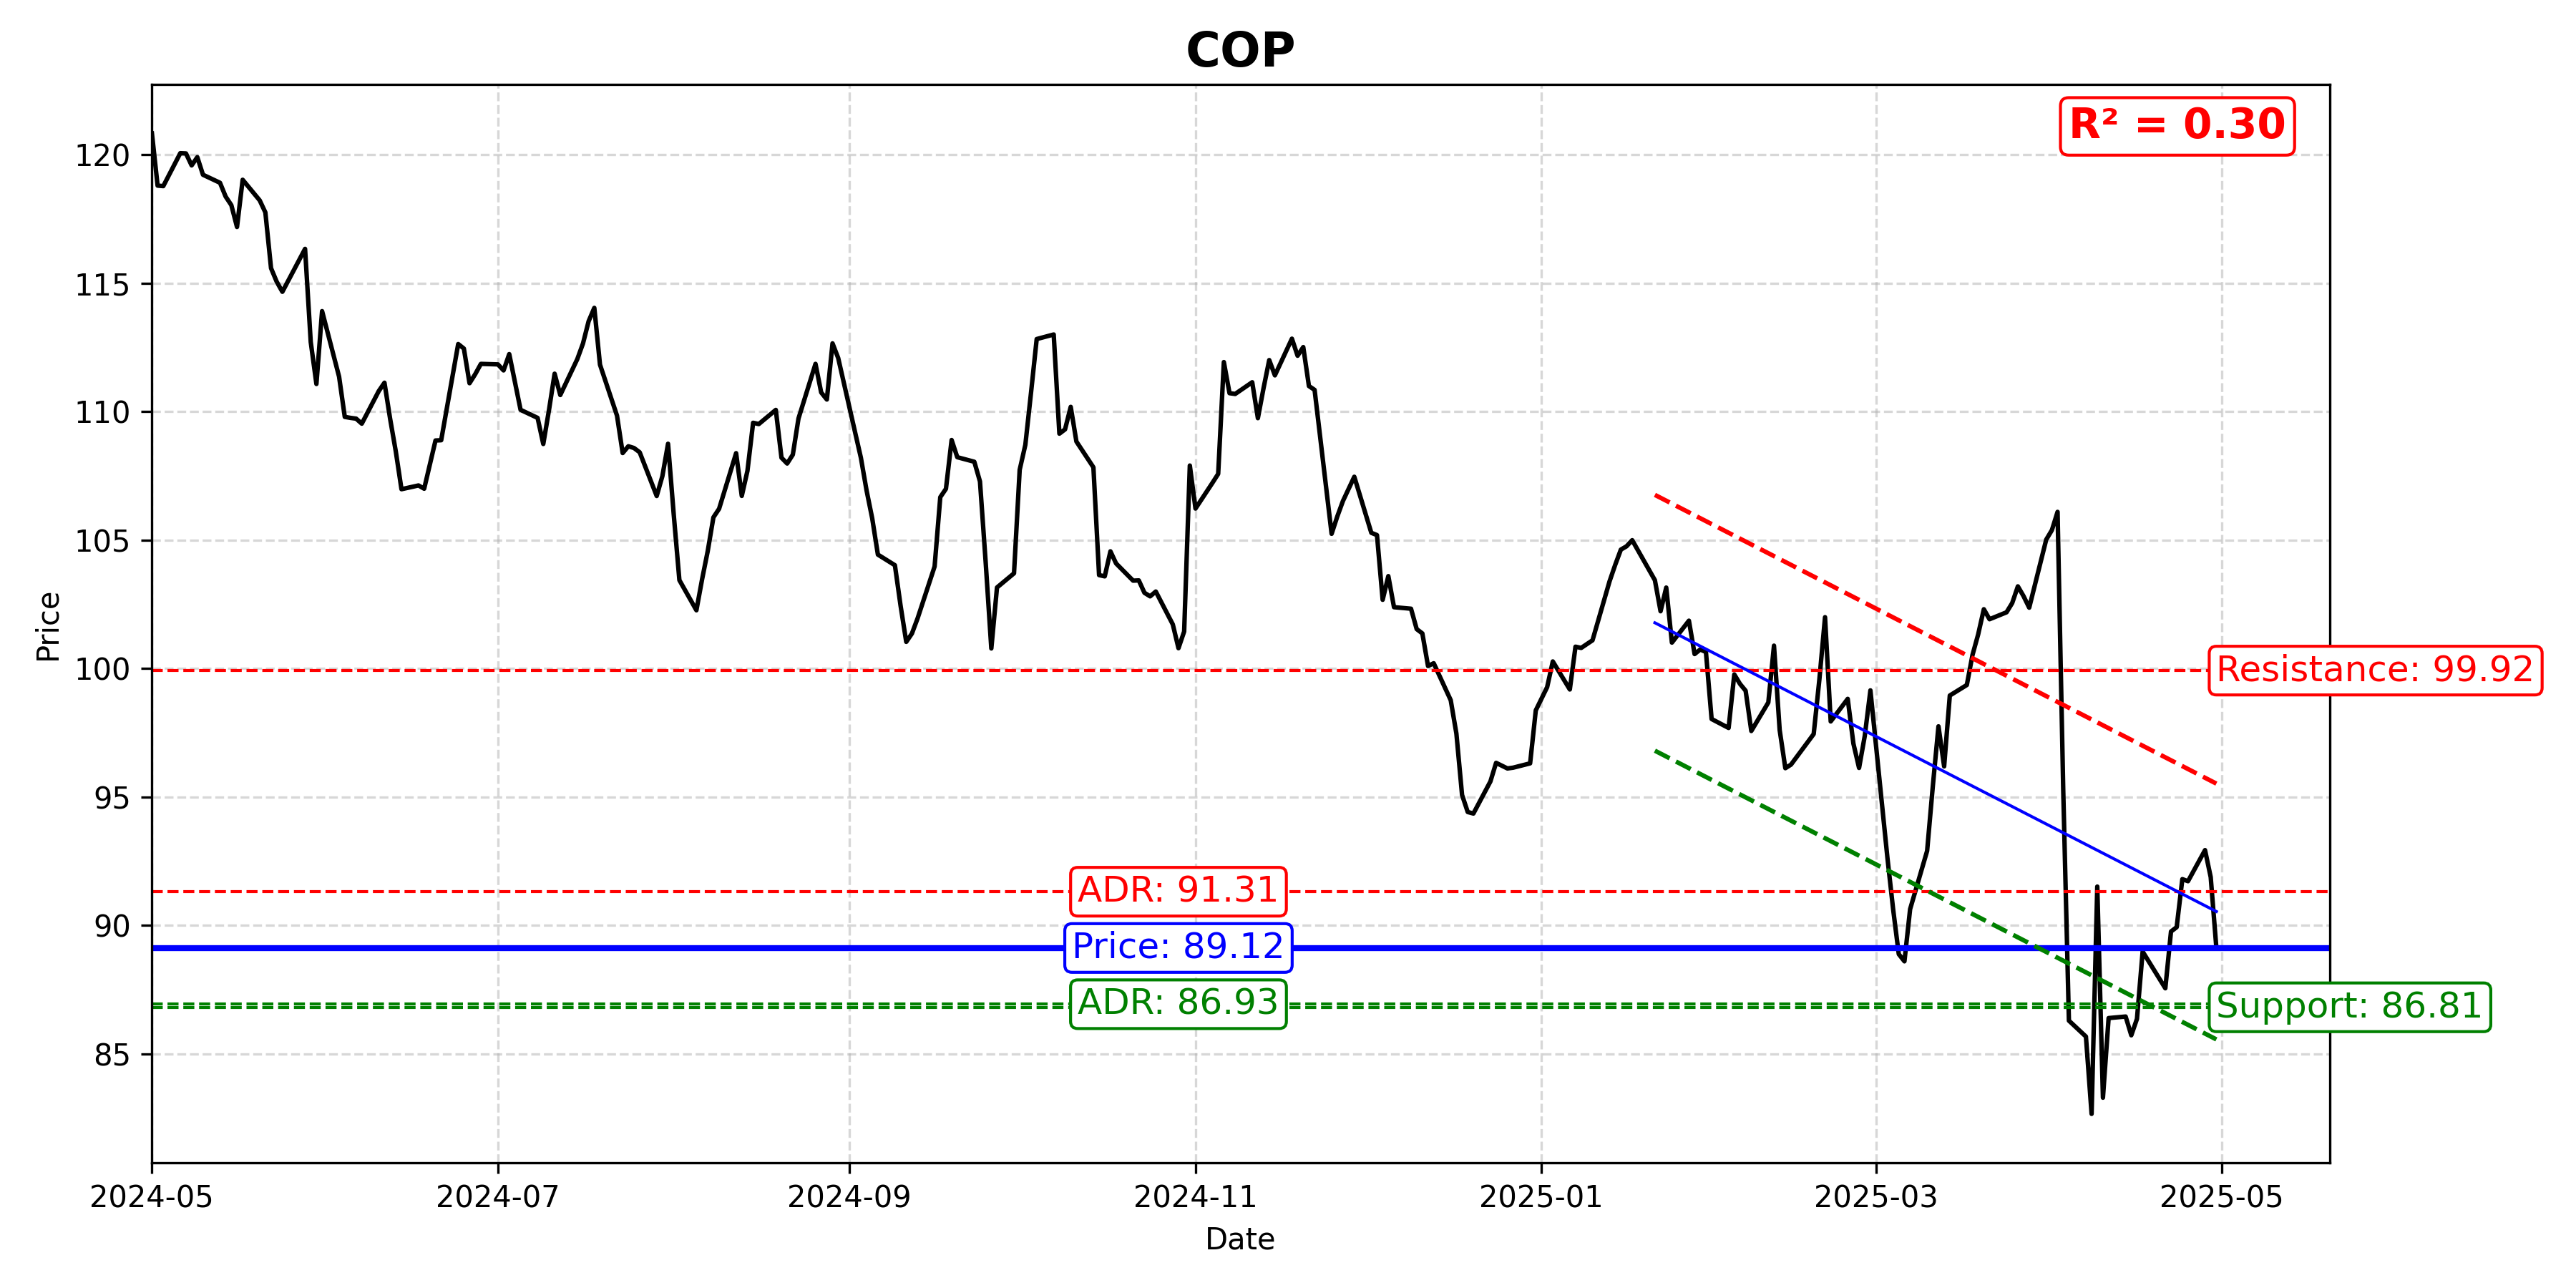 COP
R² = 0.30
120
115
110
105
100
95
90
85
Price
Resistance: 99.92
ADR: 91.31
Price: 89.12
ADR: 86.93
Support: 86.81
2024-05
2024-07
2024-09
2024-11
2025-01
2025-03
2025-05
Date